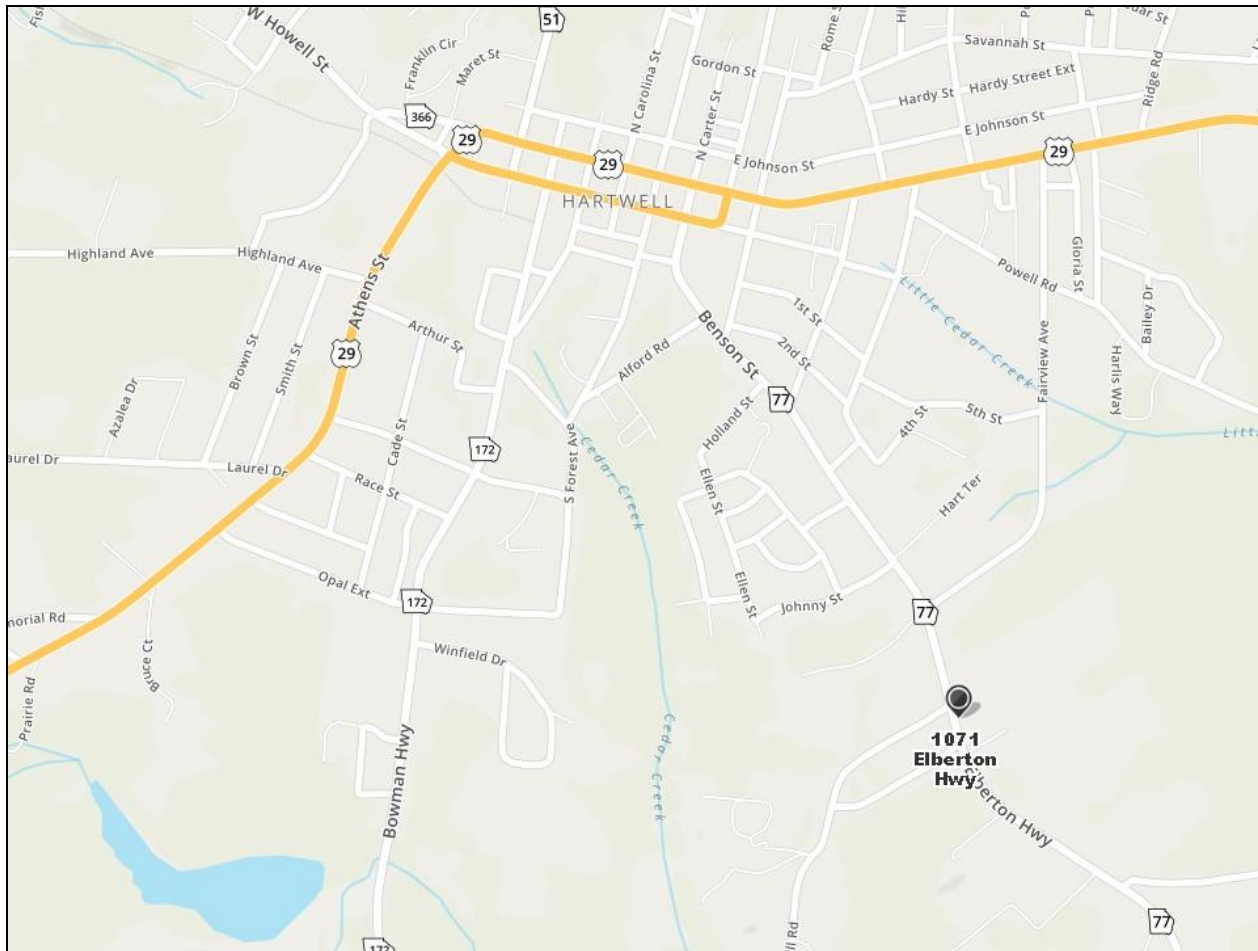 W Howell St
Franklin Cir
Maret St
51
N Carolina St
Gordon St
N Carter St
Savannah St
Hardy St
Hardy Street Ext
Ridge Rd
366
29
29
E Johnson St
E Johnson St
29
HARTWELL
Highland Ave
Highland Ave
Athens St
Arthur St
29
Brown St
Smith St
Azalea Dr
Cade St
Laurel Dr
Race St
172
S Forest Ave
Alford Rd
Benson St
1st St
2nd St
77
Holland St
Ellen St
4th St
5th St
Fairview Ave
Powell Rd
Gloria St
Bailey Dr
Harlis Way
Little Cedar Creek
Hart Ter
Cedar Creek
Opal Ext
172
Ellen St
Johnny St
77
Winfield Dr
Bruce Ct
Prairie Rd
Bowman Hwy
Cedar Creek
1071
Elberton
Hwy
Elberton Hwy
77
172